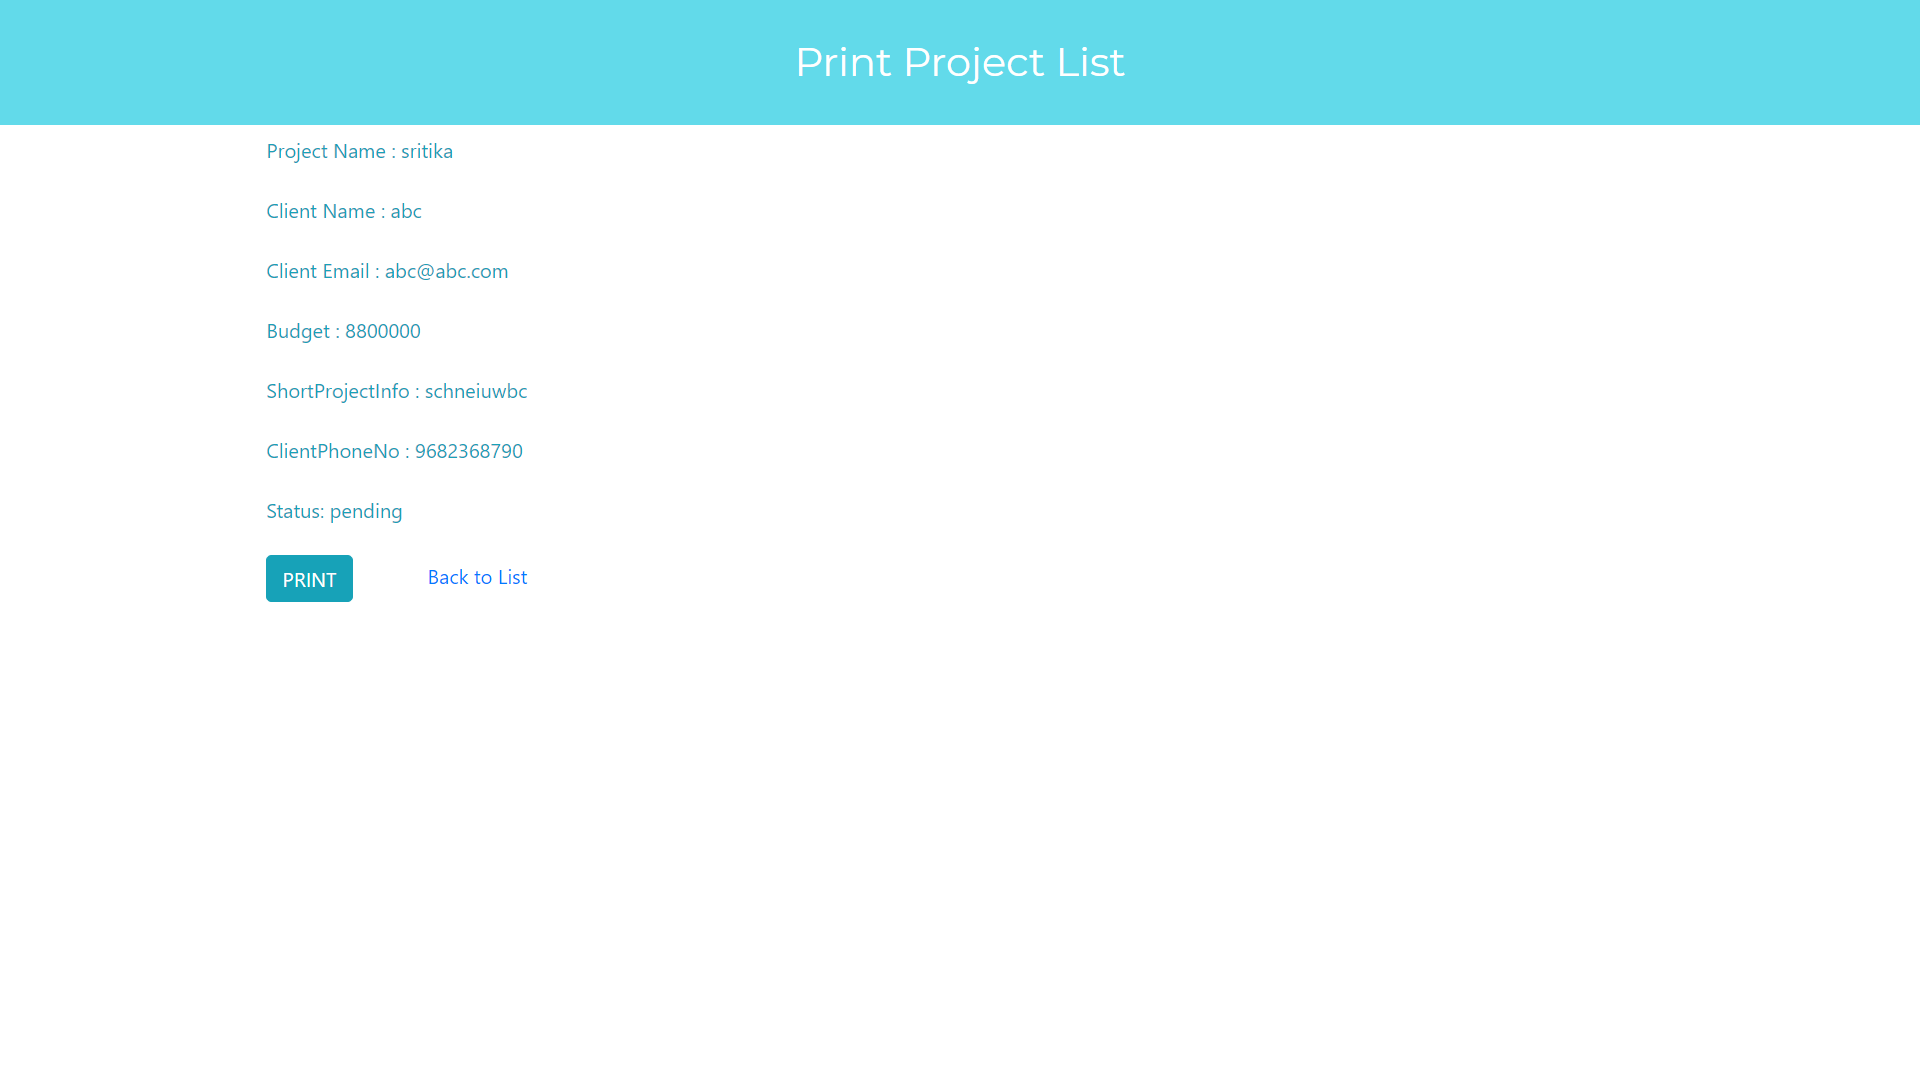 Print Project List
Project Name : sritika
Client Name : abc
Client Email : abc@abc.com
Budget : 8800000
ShortProjectInfo : schneiuwbc
ClientPhoneNo : 9682368790
Status: pending
PRINT
Back to List